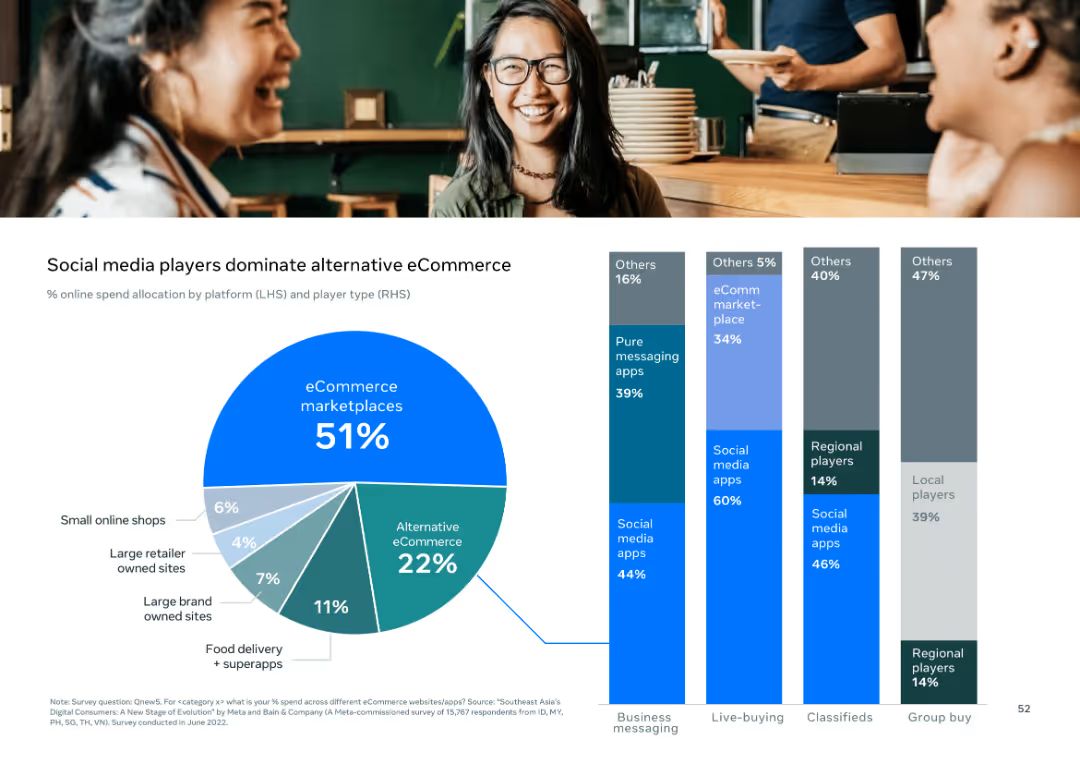 Social media players dominate alternative eCommerce
% online spend allocation by platform (LHS) and player type (RHS)
eCommerce
marketplaces
51%
Alternative
eCommerce
22%
11%
7%
4%
6%
Small online shops
Large retailer
owned sites
Large brand
owned sites
Food delivery
+ superapps
Others
16%
Pure
messaging
apps
39%
Social
media
apps
44%
Business
messaging
Others 5%
eComm
market-
place
34%
Social
media
apps
60%
Live-buying
Others
40%
Regional
players
14%
Social
media
apps
46%
Classifieds
Others
47%
Local
players
39%
Regional
players
14%
Group buy
Note: Survey question: Qnew5. For <category x> what is your % spend across different eCommerce websites/apps? Source: "Southeast Asia's
Digital Consumers: A New Stage of Evolution" by Meta and Bain & Company (A Meta-commissioned survey of 15,767 respondents from ID, MY,
PH, SG, TH, VN). Survey conducted in June 2022.
52